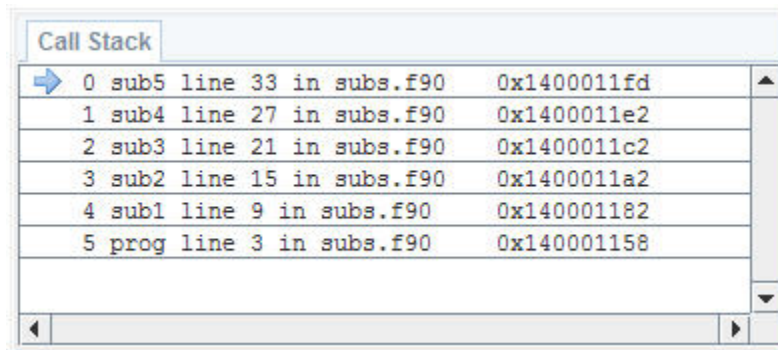 Call Stack
0 sub5 line 33 in subs.f90 0x1400011fd
1 sub4 line 27 in subs.f90 0x1400011e2
2 sub3 line 21 in subs.f90 0x1400011c2
3 sub2 line 15 in subs.f90 0x1400011a2
4 sub1 line 9 in subs.f90 0x140001182
5 prog line 3 in subs.f90 0x140001158